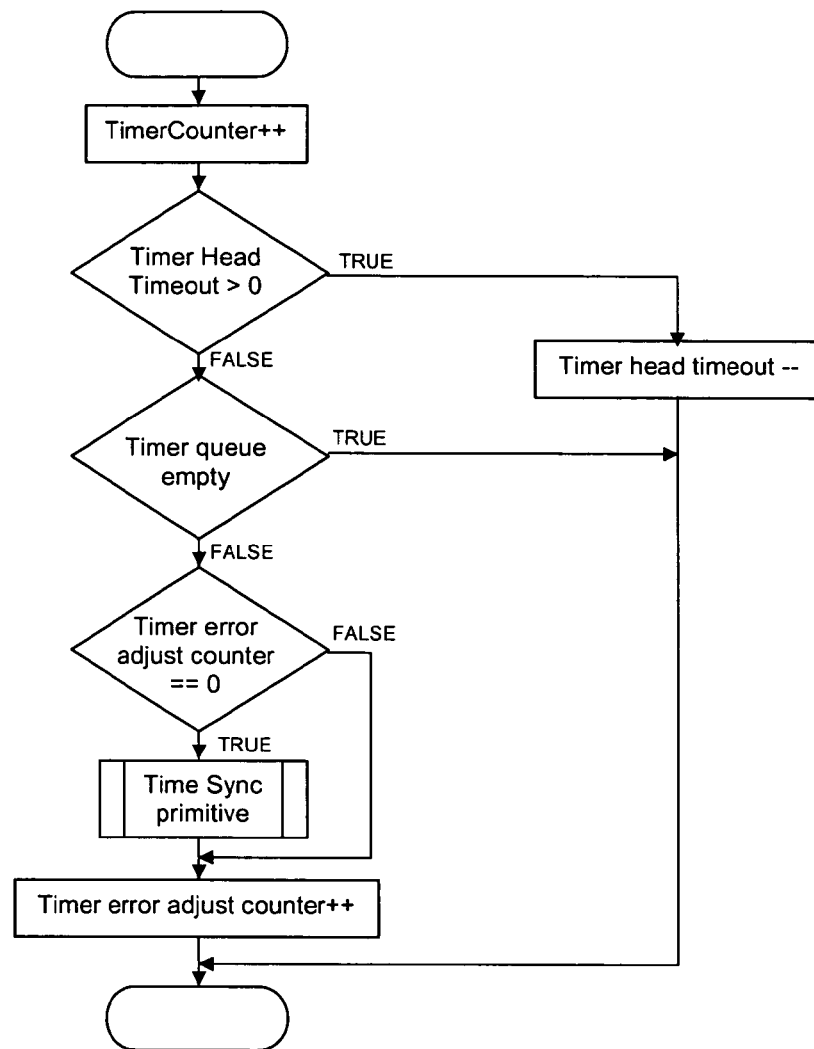 TimerCounter++
Timer Head
Timeout > 0
TRUE
FALSE
Timer head timeout --
Timer queue
empty
TRUE
FALSE
Timer error
adjust counter
== 0
FALSE
TRUE
Time Sync
primitive
Timer error adjust counter++